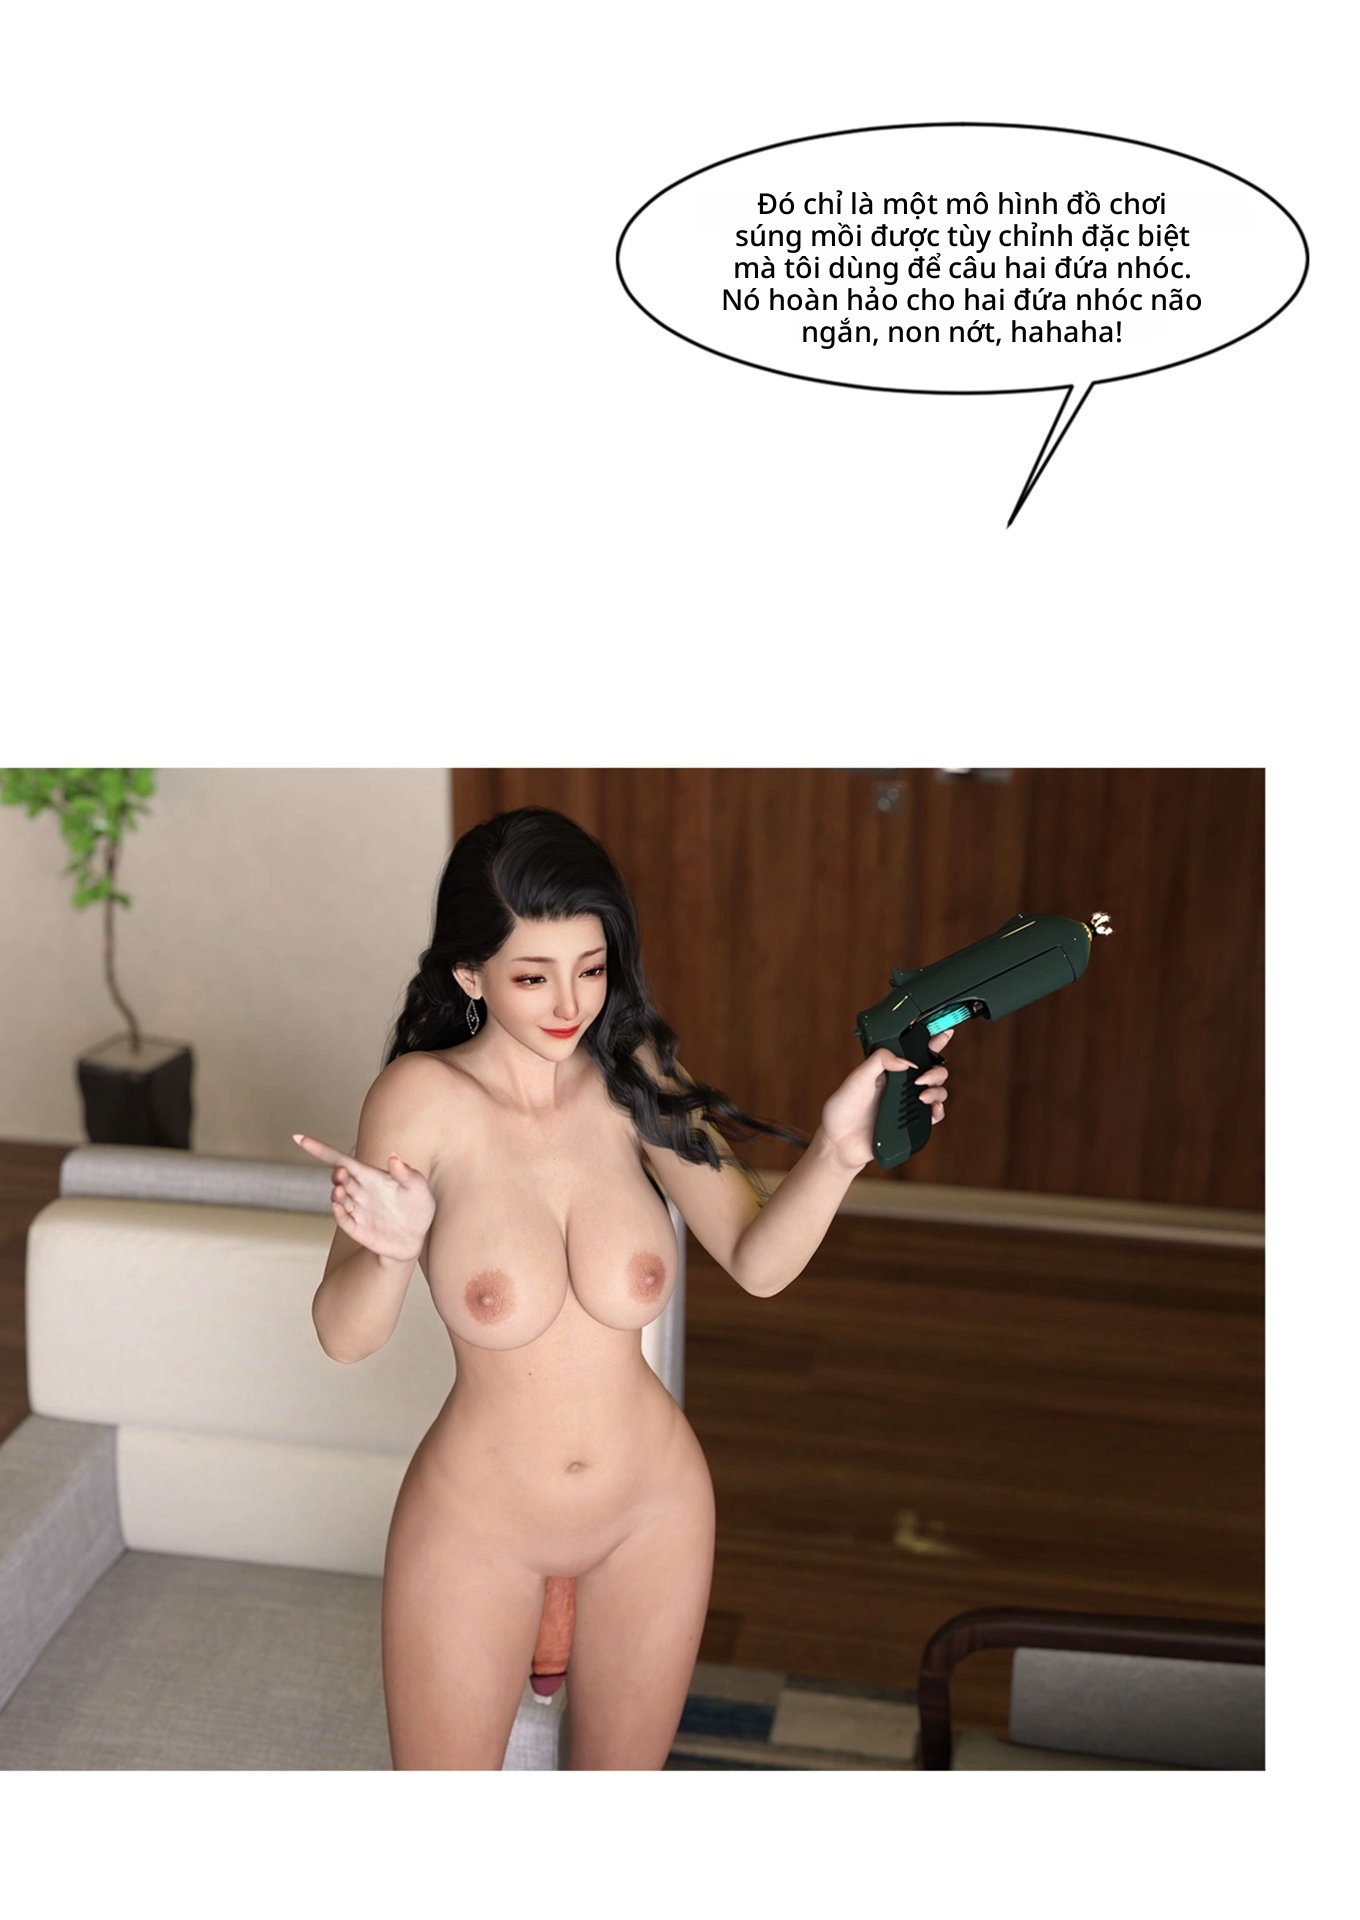 Đó chỉ là một mô hình đồ chơi
súng mồi được tùy chỉnh đặc biệt
mà tôi dùng để câu hai đứa nhóc.
Nó hoàn hảo cho hai đứa nhóc não
ngắn, non nớt, hahaha!